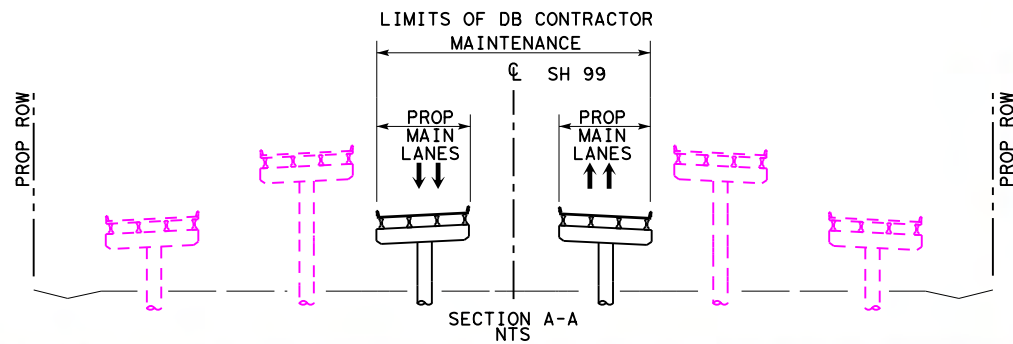 LIMITS OF DB CONTRACTOR
MAINTENANCE
℄ SH 99
PROP ROW
PROP
MAIN
LANES
PROP
MAIN
LANES
PROP ROW
SECTION A-A
NTS